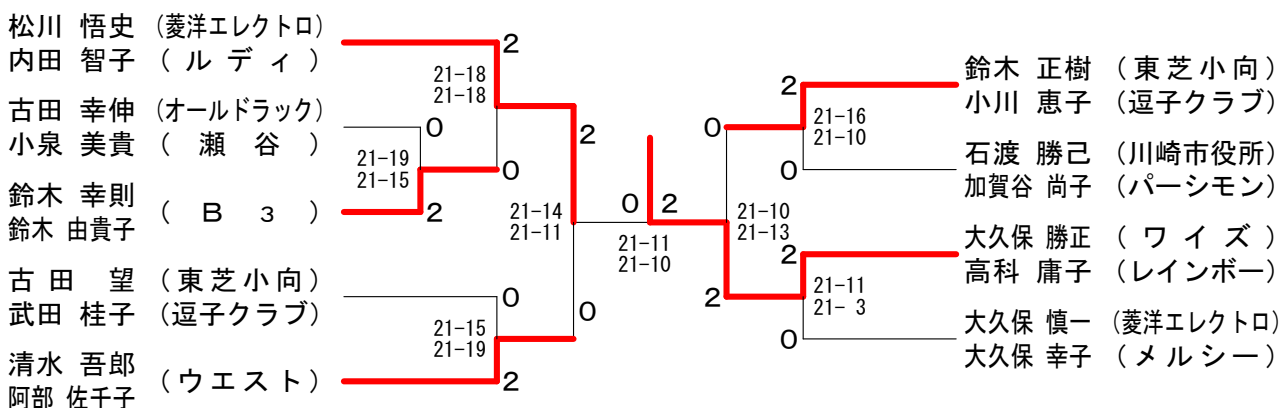 松川 悟史 (菱洋エレクトロ)
内田 智子 ( ル デ ィ )
古田 幸伸 (オールドラック)
小泉 美貴 ( 瀬 谷 )
鈴木 幸則
鈴木 由貴子
( B 3 )
古 田 望 (東芝小向)
武田 桂子 (逗子クラブ)
清水 吾郎
阿部 佐千子
(ウエスト)
2
21-18
21-18
0
0
21-19
21-15
2
2
21-14
21-11
0
21-15
21-19
2
0
0 2
21-11
21-10
0
21-10
21-13
2
2
21-16
21-10
0
2
21-11
21- 3
0
鈴木 正樹 (東芝小向)
小川 恵子 (逗子クラブ)
石渡 勝己 (川崎市役所)
加賀谷 尚子 (パーシモン)
大久保 勝正 ( ワ イ ズ )
高科 庸子 (レインボー)
大久保 慎一 (菱洋エレクトロ)
大久保 幸子 (メルシー)